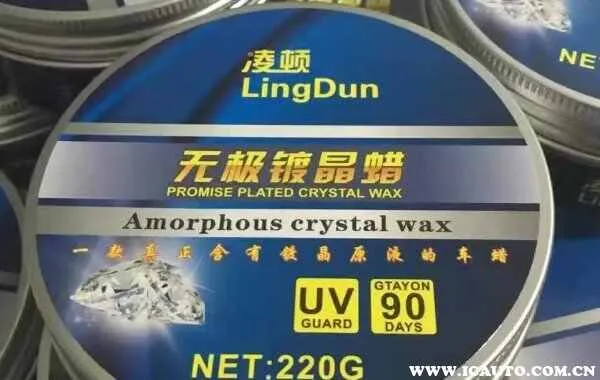 凌顿
LingDun
无极镀晶蜡
PROMISE PLATED CRYSTAL WAX
Amorphous crystal wax
一款真正含有镀晶原液的车蜡
UV
GUARD
GTAYON
90
DAYS
NET:220G
NET
www.icauto.com.cn